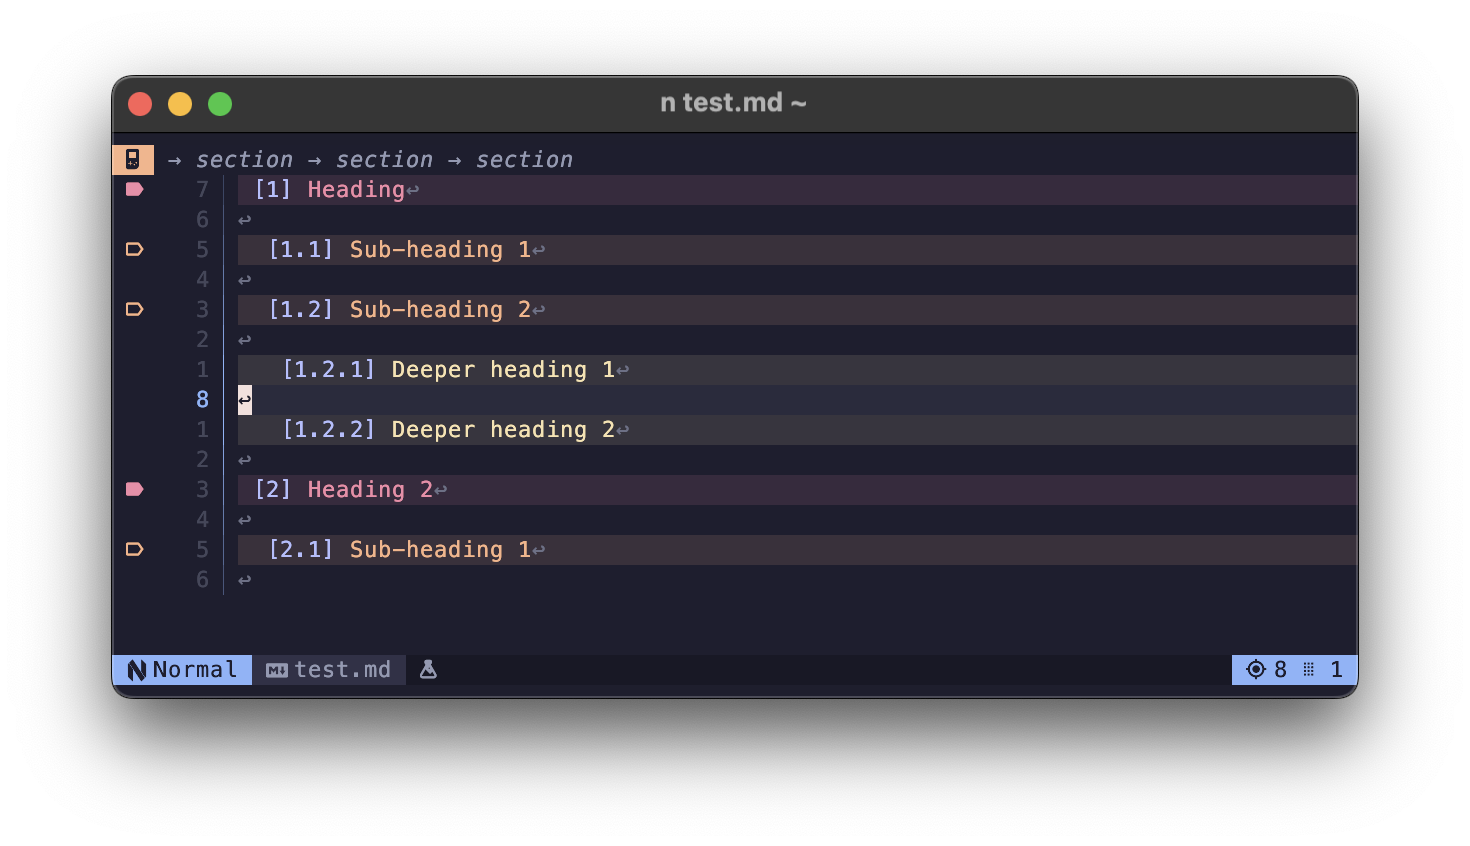 n test.md ~
→ section → section → section
7 [1] Heading↩
6 ↩
5 [1.1] Sub-heading 1↩
4 ↩
3 [1.2] Sub-heading 2↩
2 ↩
1 [1.2.1] Deeper heading 1↩
8 ↩
1 [1.2.2] Deeper heading 2↩
2 ↩
3 [2] Heading 2↩
4 ↩
5 [2.1] Sub-heading 1↩
6 ↩
Normal test.md 8 1